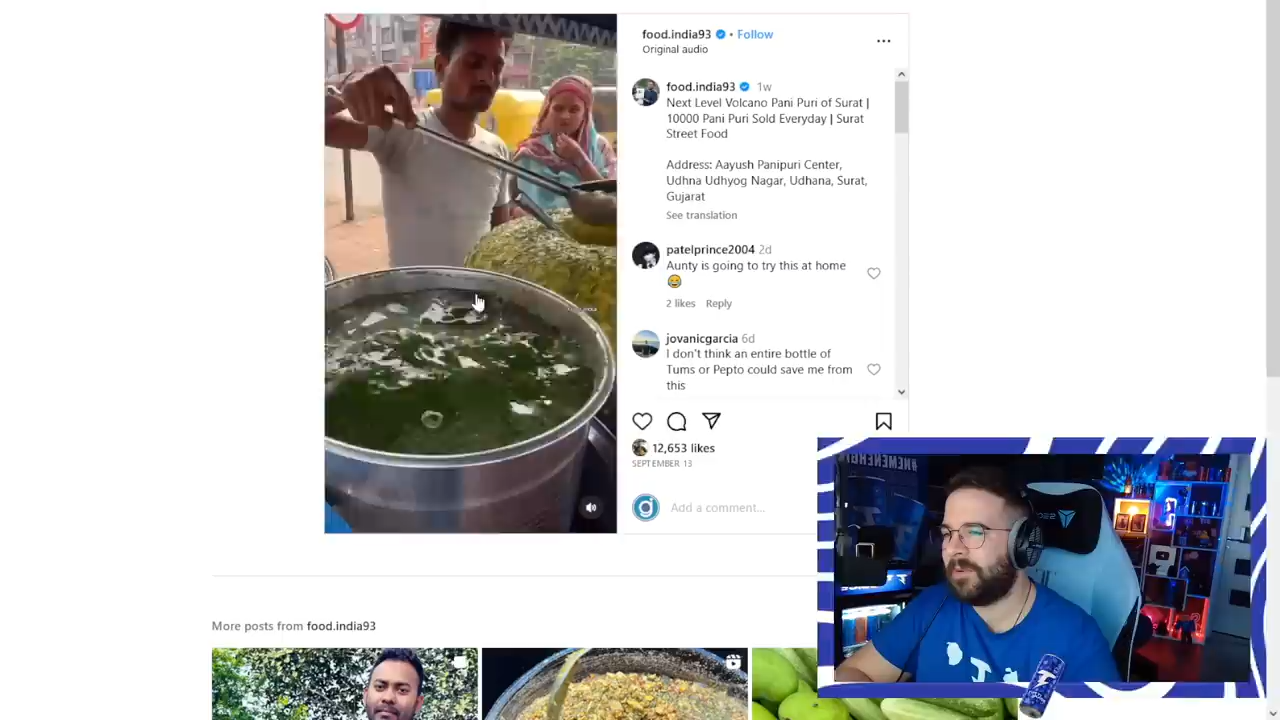 food.india93 • Follow
Original audio
food.india93 1w
Next Level Volcano Pani Puri of Surat |
10000 Pani Puri Sold Everyday | Surat
Street Food
Address: Aayush Panipuri Center,
Udhna Udhyog Nagar, Udhana, Surat,
Gujarat
See translation
patelprince2004 2d
Aunty is going to try this at home
😂
2 likes Reply
jovanicgarcia 6d
I don't think an entire bottle of
Tums or Pepto could save me from
this
12,653 likes
SEPTEMBER 13
Add a comment...
More posts from food.india93